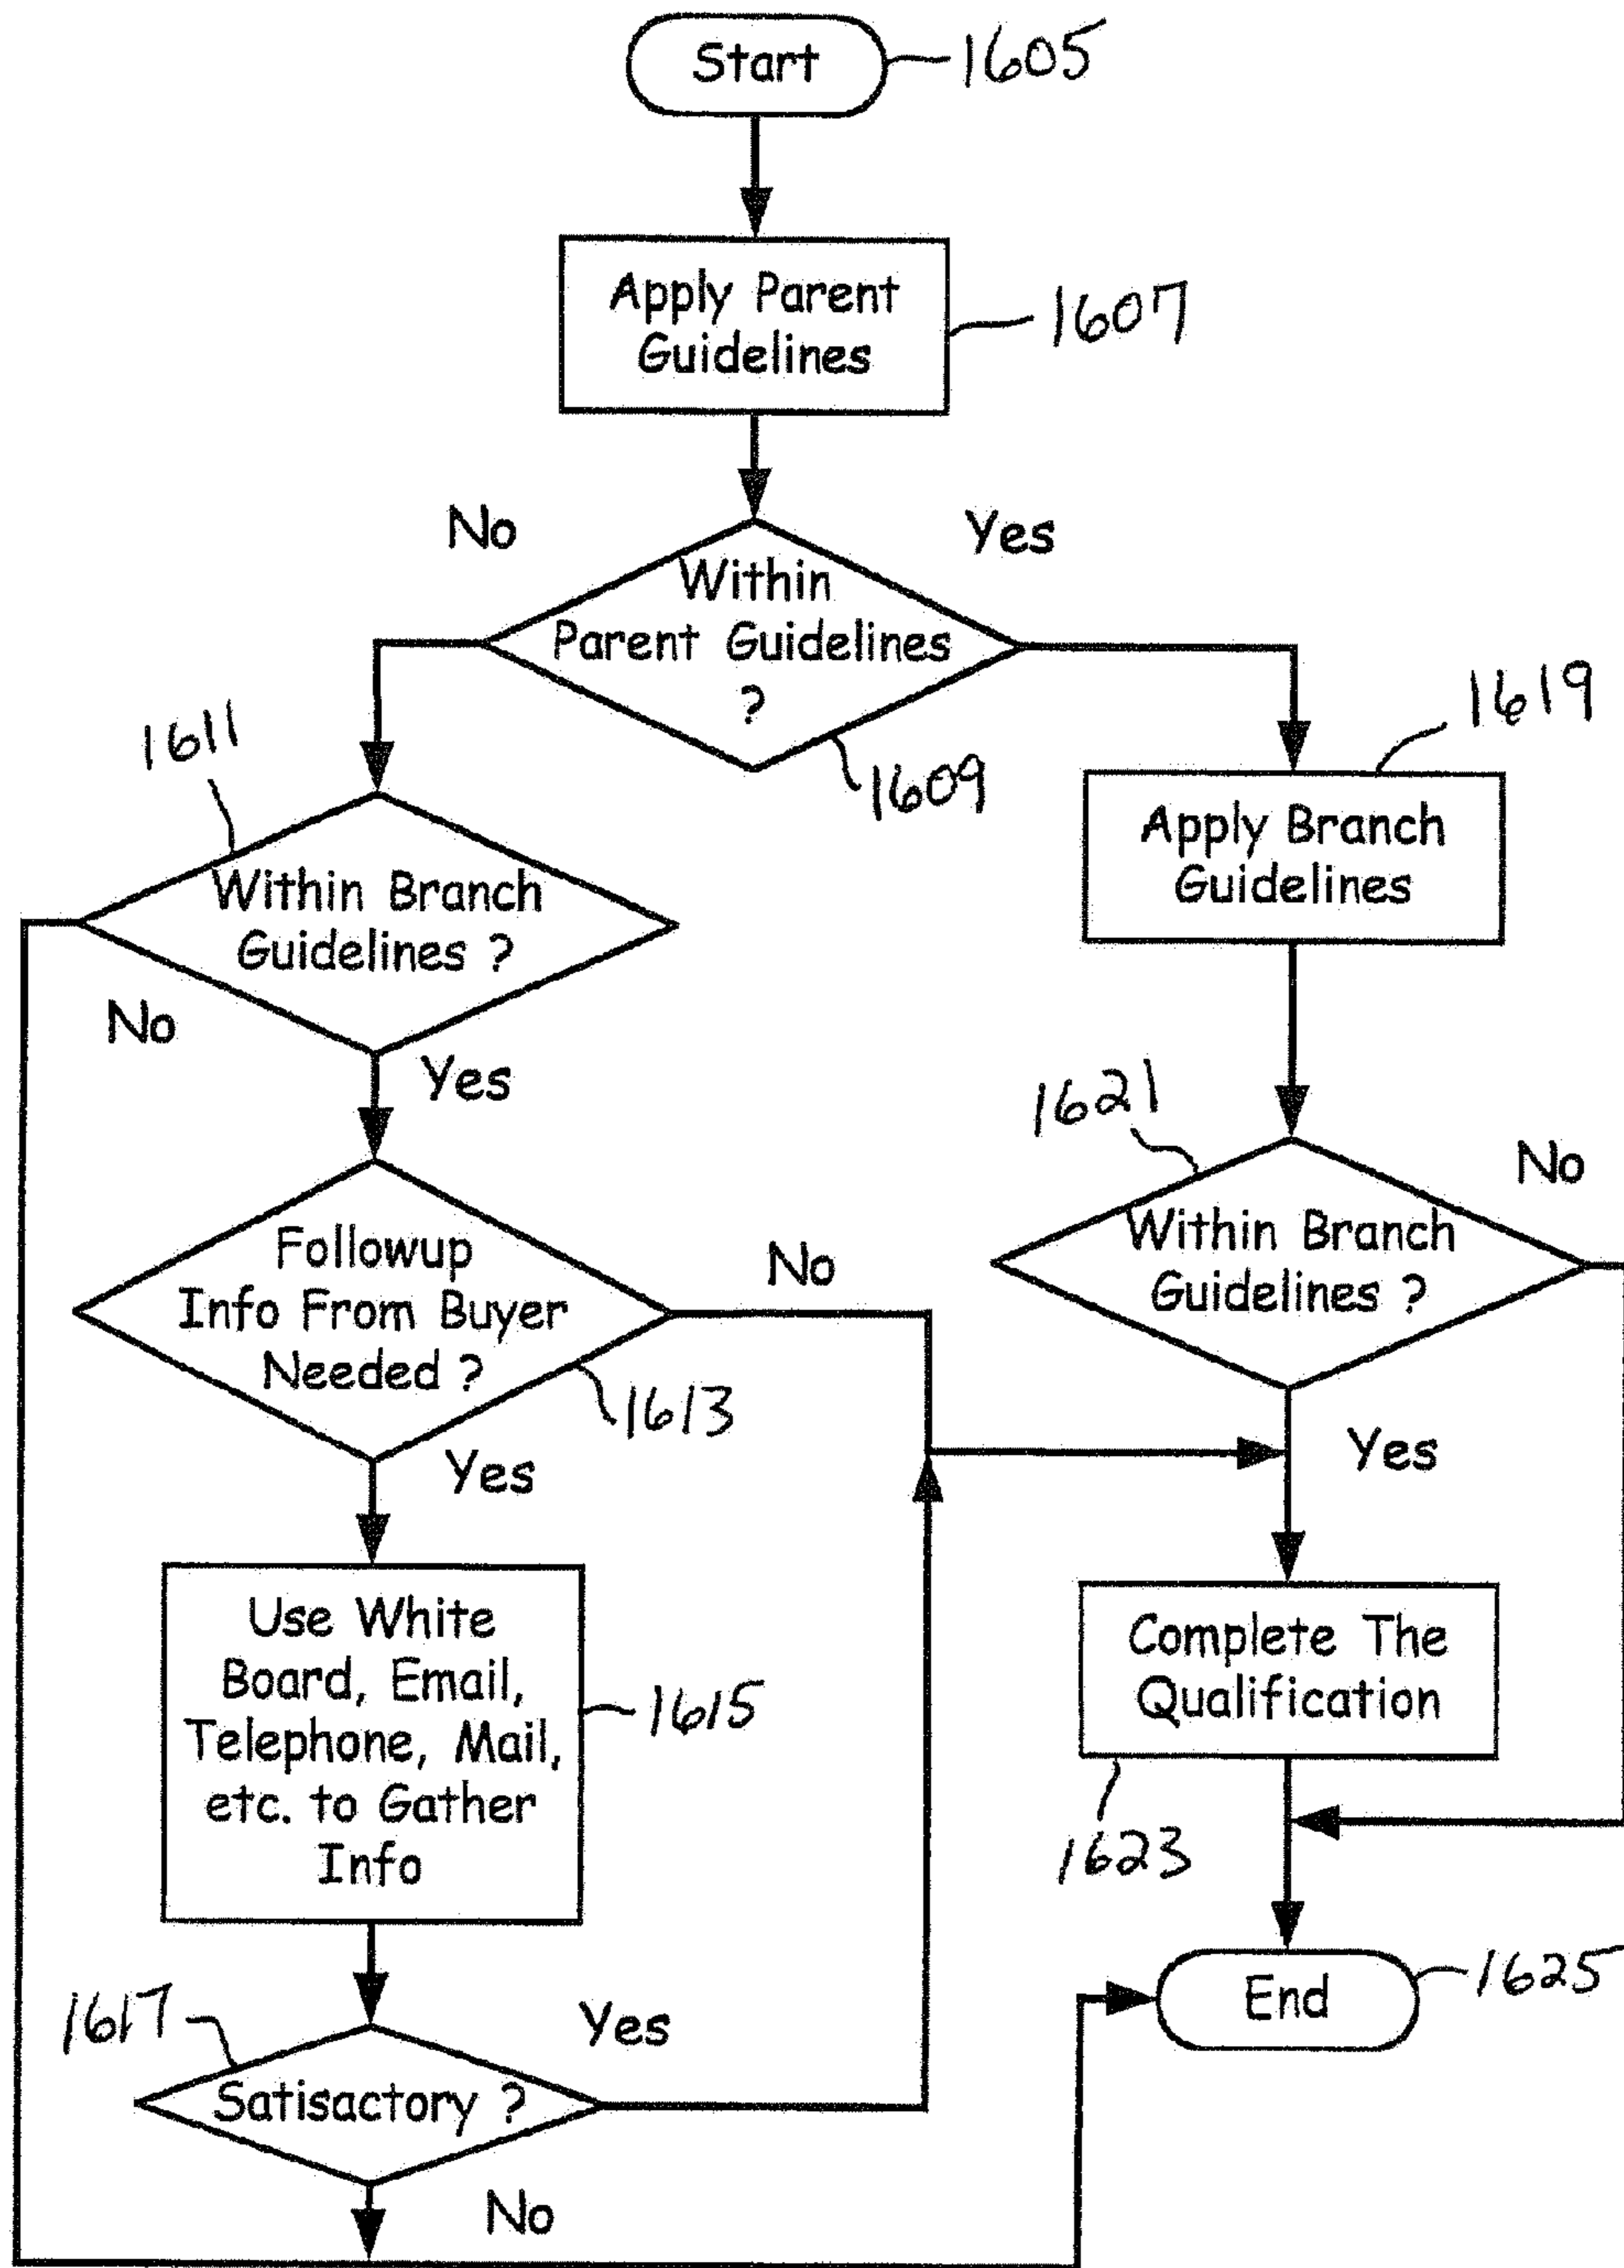 Start
1605
Apply Parent
Guidelines
1607
No
Yes
Within
Parent Guidelines
?
1609
1611
1619
Within Branch
Guidelines ?
Apply Branch
Guidelines
No
Yes
1621
No
Followup
Info From Buyer
Needed ?
No
Within Branch
Guidelines ?
1613
Yes
Yes
Use White
Board, Email,
Telephone, Mail,
etc. to Gather
Info
1615
Complete The
Qualification
1623
1617
Yes
End
1625
Satisactory ?
No